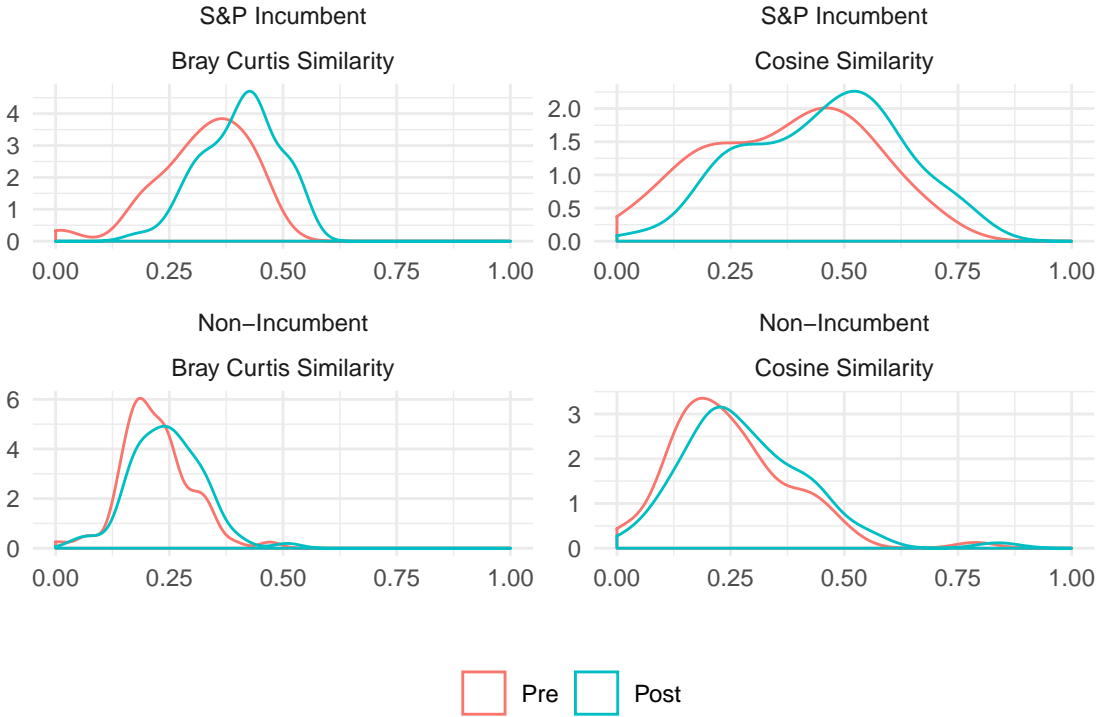 S&P Incumbent
Bray Curtis Similarity
4
3
2
1
0
0.00 0.25 0.50 0.75 1.00
S&P Incumbent
Cosine Similarity
2.0
1.5
1.0
0.5
0.0
0.00 0.25 0.50 0.75 1.00
Non−Incumbent
Bray Curtis Similarity
6
4
2
0
0.00 0.25 0.50 0.75 1.00
Non−Incumbent
Cosine Similarity
3
2
1
0
0.00 0.25 0.50 0.75 1.00
Pre Post